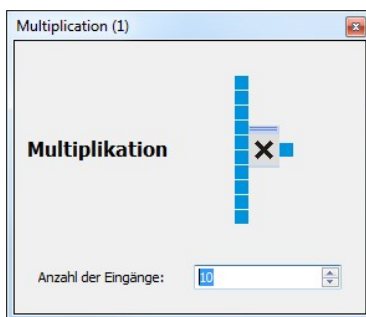 Multiplication (1)
Multiplikation
Anzahl der Eingänge:
10